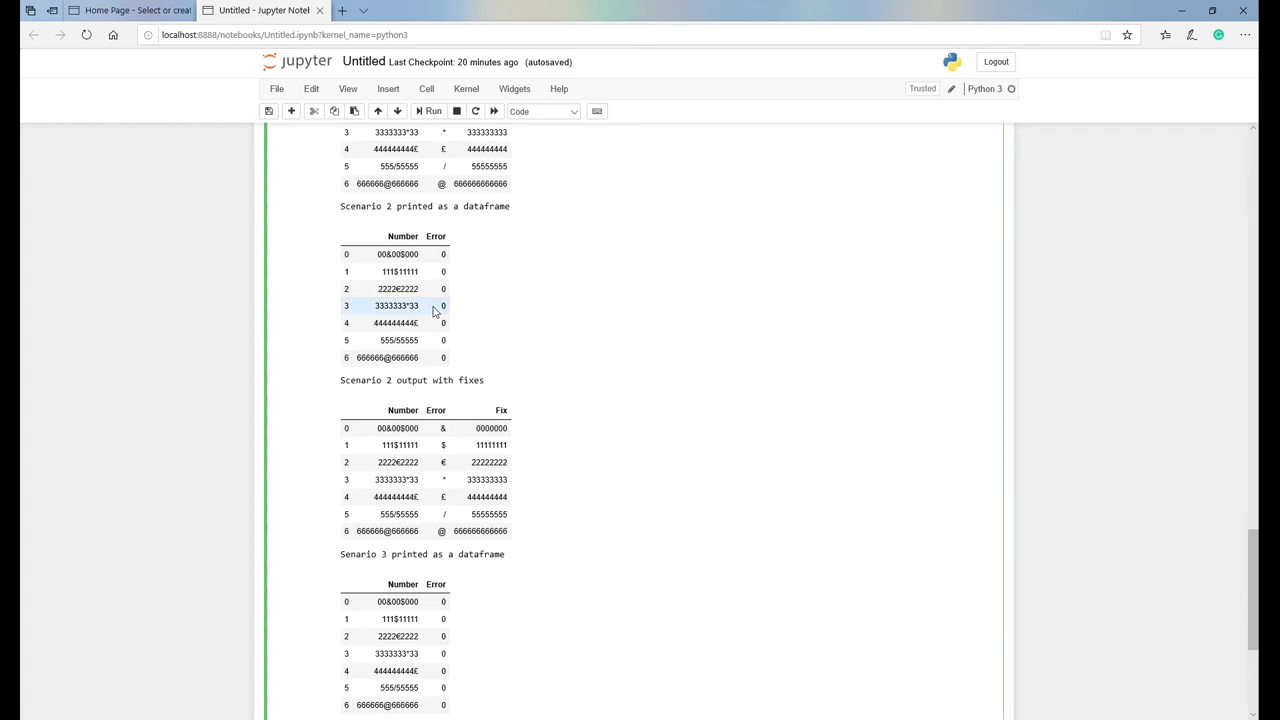 Home Page - Select or creat
Untitled - Jupyter Notel
localhost:8888/notebooks/Untitled.ipynb?kernel_name=python3
jupyter Untitled Last Checkpoint: 20 minutes ago (autosaved)
Logout
File Edit View Insert Cell Kernel Widgets Help
Trusted Python 3
Run Code
3 3333333*33 * 333333333
4 444444444£ £ 444444444
5 555/55555 / 55555555
6 666666@666666 @ 666666666666
Scenario 2 printed as a dataframe
Number Error
0 00&00$000 0
1 111$11111 0
2 2222€2222 0
3 3333333*33 0
4 444444444£ 0
5 555/55555 0
6 666666@666666 0
Scenario 2 output with fixes
Number Error Fix
0 00&00$000 & 0000000
1 111$11111 $ 11111111
2 2222€2222 € 22222222
3 3333333*33 * 333333333
4 444444444£ £ 444444444
5 555/55555 / 55555555
6 666666@666666 @ 666666666666
Senario 3 printed as a dataframe
Number Error
0 00&00$000 0
1 111$11111 0
2 2222€2222 0
3 3333333*33 0
4 444444444£ 0
5 555/55555 0
6 666666@666666 0